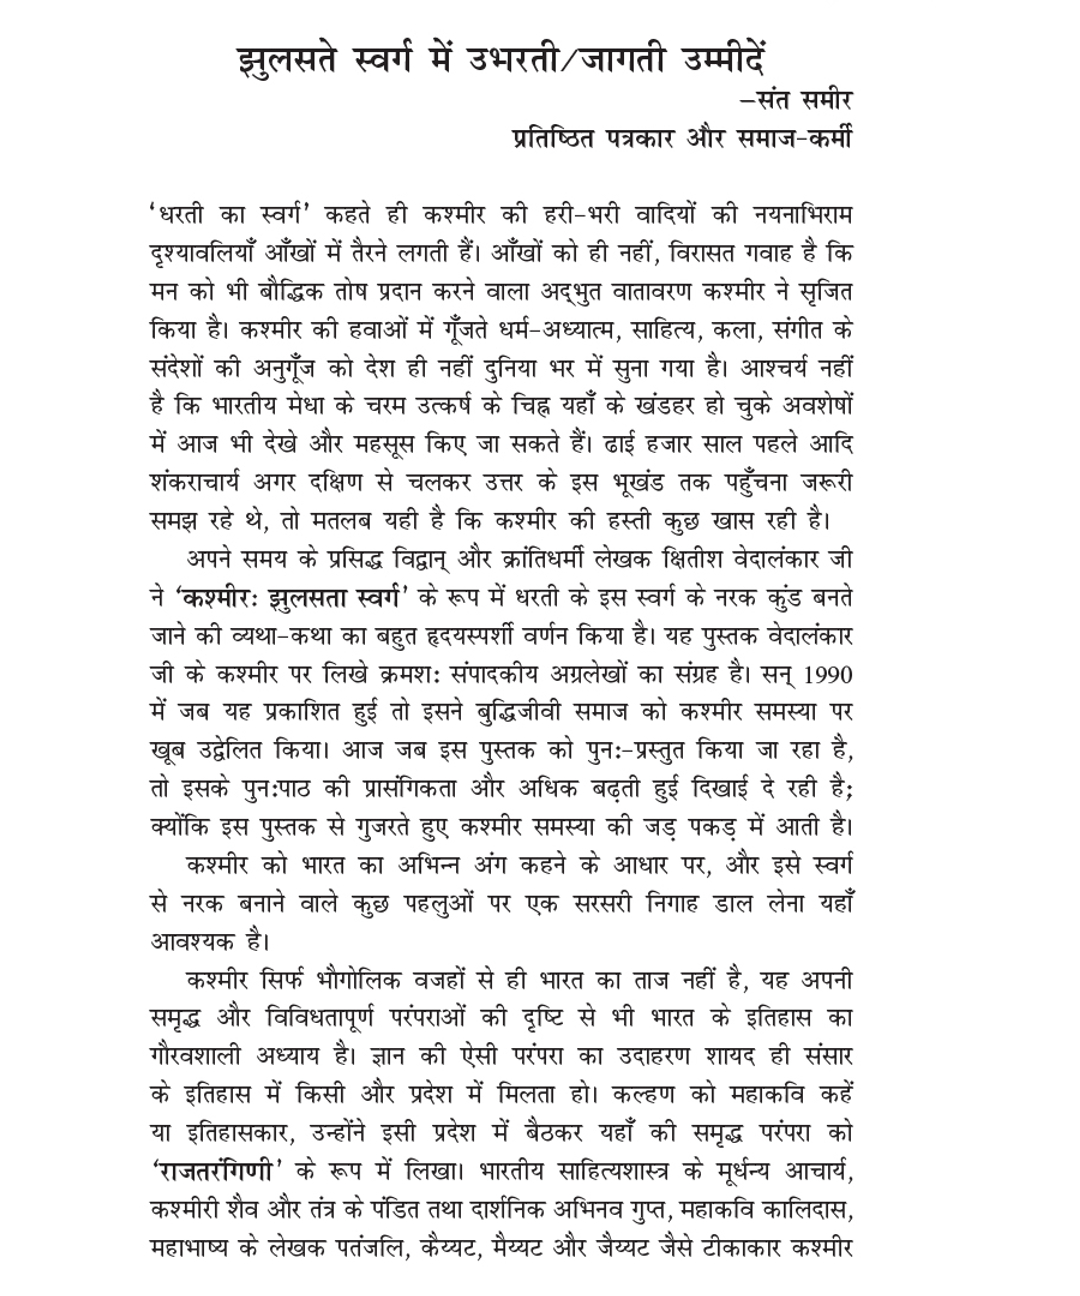 झुलसते स्वर्ग में उभरती/जागती उम्मीदें
–संत समीर
प्रतिष्ठित पत्रकार और समाज-कर्मी
‘धरती का स्वर्ग’ कहते ही कश्मीर की हरी-भरी वादियों की नयनाभिराम
दृश्यावलियाँ आँखों में तैरने लगती हैं। आँखों को ही नहीं, विरासत गवाह है कि
मन को भी बौद्धिक तोष प्रदान करने वाला अद्‌भुत वातावरण कश्मीर ने सृजित
किया है। कश्मीर की हवाओं में गूँजते धर्म-अध्यात्म, साहित्य, कला, संगीत के
संदेशों की अनुगूँज को देश ही नहीं दुनिया भर में सुना गया है। आश्चर्य नहीं
है कि भारतीय मेधा के चरम उत्कर्ष के चिह्न यहाँ के खंडहर हो चुके अवशेषों
में आज भी देखे और महसूस किए जा सकते हैं। ढाई हजार साल पहले आदि
शंकराचार्य अगर दक्षिण से चलकर उत्तर के इस भूखंड तक पहुँचना जरूरी
समझ रहे थे, तो मतलब यही है कि कश्मीर की हस्ती कुछ खास रही है।
अपने समय के प्रसिद्ध विद्वान् और क्रांतिधर्मी लेखक क्षितीश वेदालंकार जी
ने ‘कश्मीरः झुलसता स्वर्ग’ के रूप में धरती के इस स्वर्ग के नरक कुंड बनते
जाने की व्यथा-कथा का बहुत हृदयस्पर्शी वर्णन किया है। यह पुस्तक वेदालंकार
जी के कश्मीर पर लिखे क्रमशः संपादकीय अग्रलेखों का संग्रह है। सन् 1990
में जब यह प्रकाशित हुई तो इसने बुद्धिजीवी समाज को कश्मीर समस्या पर
खूब उद्वेलित किया। आज जब इस पुस्तक को पुनः-प्रस्तुत किया जा रहा है,
तो इसके पुनःपाठ की प्रासंगिकता और अधिक बढ़ती हुई दिखाई दे रही है;
क्योंकि इस पुस्तक से गुजरते हुए कश्मीर समस्या की जड़ पकड़ में आती है।
कश्मीर को भारत का अभिन्न अंग कहने के आधार पर, और इसे स्वर्ग
से नरक बनाने वाले कुछ पहलुओं पर एक सरसरी निगाह डाल लेना यहाँ
आवश्यक है।
कश्मीर सिर्फ भौगोलिक वजहों से ही भारत का ताज नहीं है, यह अपनी
समृद्ध और विविधतापूर्ण परंपराओं की दृष्टि से भी भारत के इतिहास का
गौरवशाली अध्याय है। ज्ञान की ऐसी परंपरा का उदाहरण शायद ही संसार
के इतिहास में किसी और प्रदेश में मिलता हो। कल्हण को महाकवि कहें
या इतिहासकार, उन्होंने इसी प्रदेश में बैठकर यहाँ की समृद्ध परंपरा को
‘राजतरंगिणी’ के रूप में लिखा। भारतीय साहित्यशास्त्र के मूर्धन्य आचार्य,
कश्मीरी शैव और तंत्र के पंडित तथा दार्शनिक अभिनव गुप्त, महाकवि कालिदास,
महाभाष्य के लेखक पतंजलि, कैय्यट, मैय्यट और जैय्यट जैसे टीकाकार कश्मीर